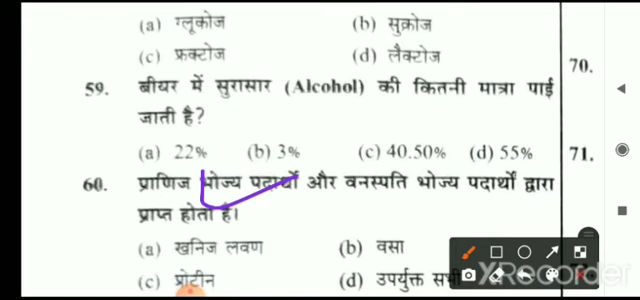 (a) ग्लूकोज (b) सुक्रोज
(c) फ्रक्टोज (d) लैक्टोज
59. बीयर में सुरासार (Alcohol) की कितनी मात्रा पाई
जाती है?
(a) 22% (b) 3% (c) 40.50% (d) 55%
60. प्राणिज भोज्य पदार्थों और वनस्पति भोज्य पदार्थों द्वारा
प्राप्त होता है।
(a) खनिज लवण (b) वसा
(c) प्रोटीन (d) उपर्युक्त सभी
70.
71.
XRecorder